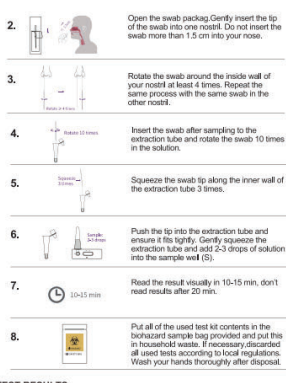 2.
Open the swab packag.Gently insert the tip
of the swab into one nostril. Do not insert the
swab more than 1.5 cm into your nose.
3.
Rotate the swab around the inside wall of
your nostril at least 4 times. Repeat the
same process with the same swab in the
other nostril.
4.
Rotate 10 times
Insert the swab after sampling to the
extraction tube and rotate the swab 10 times
in the solution.
5.
Squeeze
Squeeze the swab tip along the inner wall of
the extraction tube 3 times.
6.
Sample
2-3 drops
Push the tip into the extraction tube and
ensure it fits tightly. Gently squeeze the
extraction tube and add 2-3 drops of solution
into the sample well (S).
7.
10-15 min
Read the result visually in 10-15 min, don't
read results after 20 min.
8.
Put all of the used test kit contents in the
biohazard sample bag provided and put this
in household waste. If necessary,discarded
all used tests according to local regulations.
Wash your hands thoroughly after disposal.
TEST RESULTS